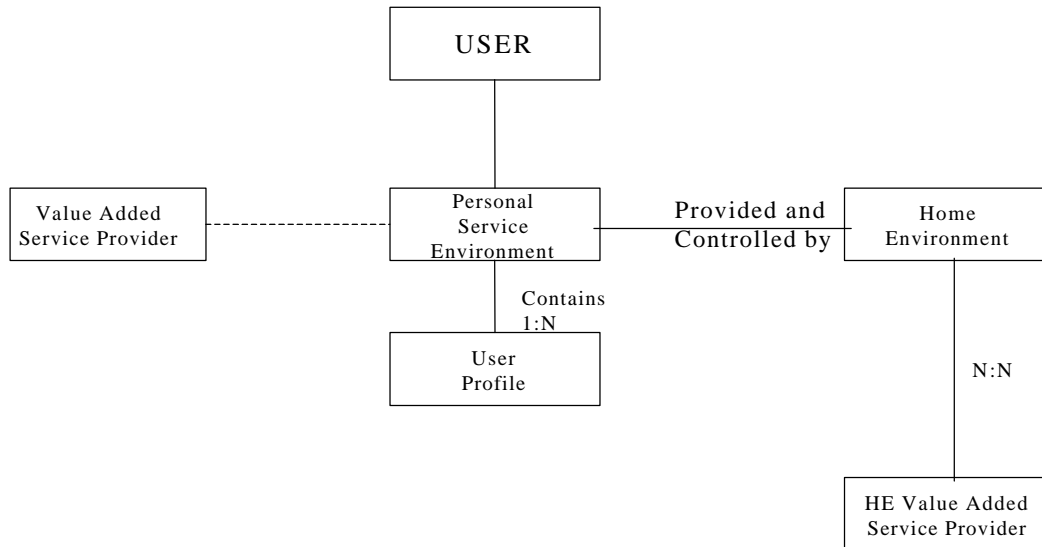 USER
Value Added
Service Provider
Personal
Service
Environment
Provided and
Controlled by
Home
Environment
Contains
1:N
User
Profile
N:N
HE Value Added
Service Provider